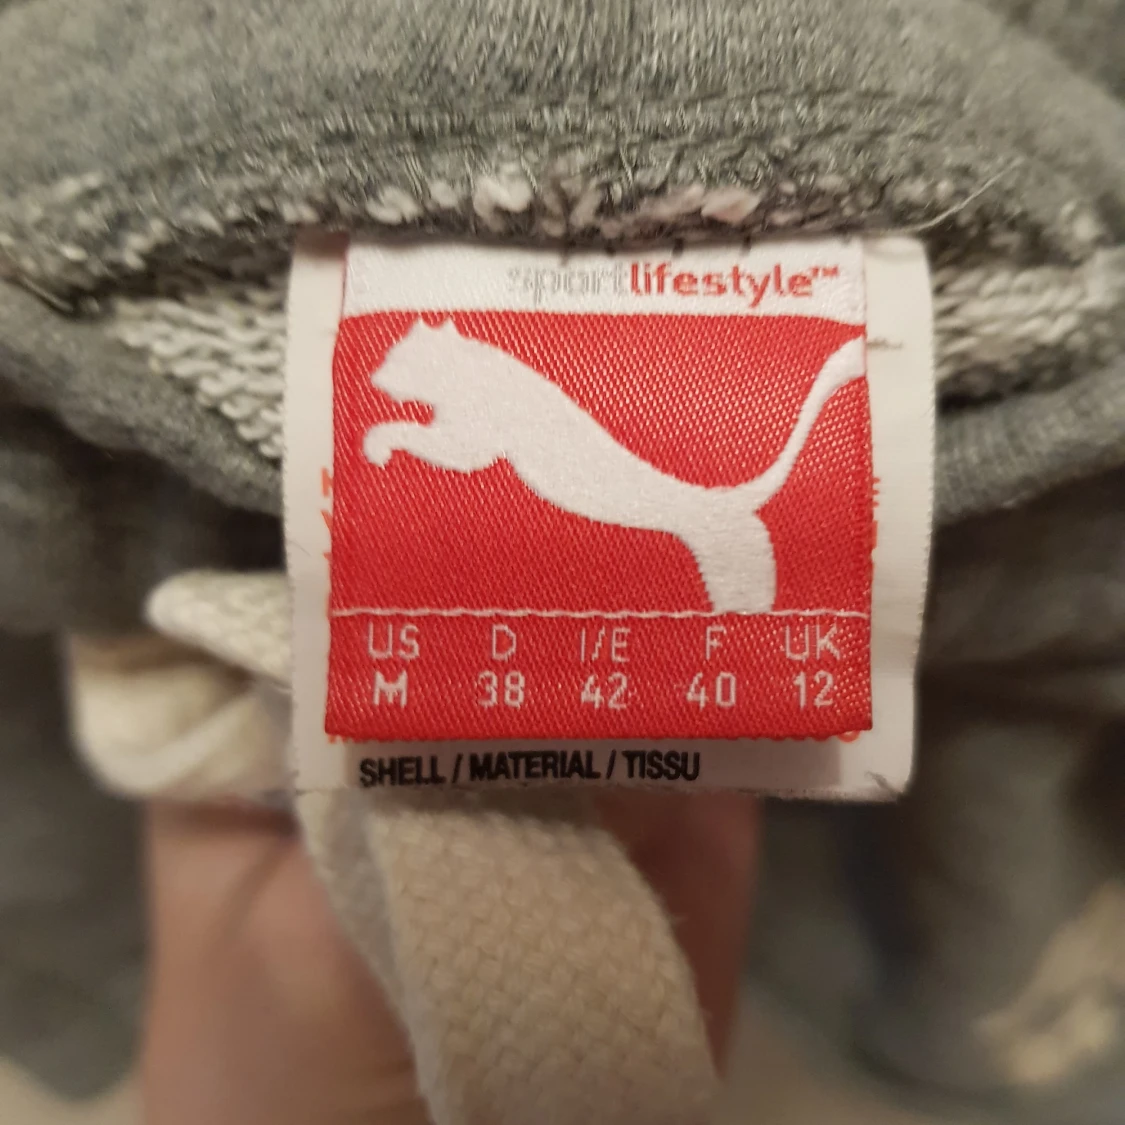 sportlifestyle™
US D I/E F UK
M 38 42 40 12
SHELL / MATERIAL / TISSU